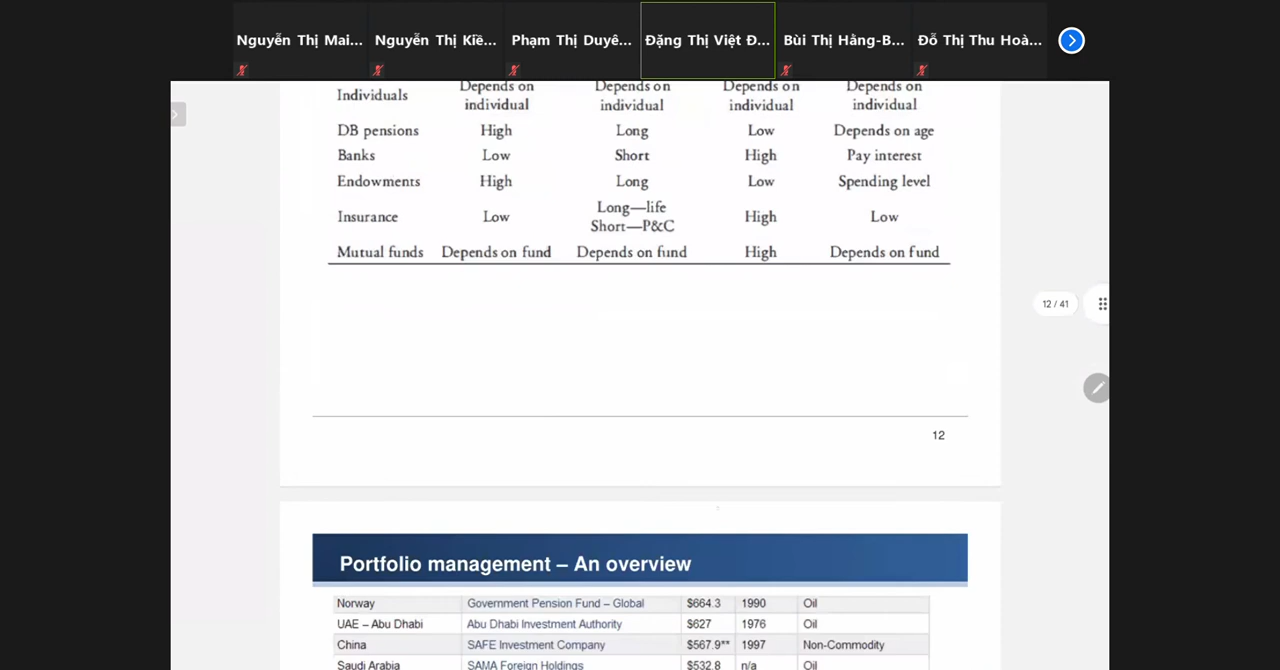 Nguyễn Thị Mai...
Nguyễn Thị Kiề...
Phạm Thị Duyê...
Đặng Thị Việt Đ...
Bùi Thị Hằng-B...
Đỗ Thị Thu Hoà...
Individuals Depends on individual Depends on individual Depends on individual Depends on individual
DB pensions High Long Low Depends on age
Banks Low Short High Pay interest
Endowments High Long Low Spending level
Insurance Low Long—life Short—P&C High Low
Mutual funds Depends on fund Depends on fund High Depends on fund
12 / 41
12
Portfolio management – An overview
Norway Government Pension Fund – Global $664.3 1990 Oil
UAE – Abu Dhabi Abu Dhabi Investment Authority $627 1976 Oil
China SAFE Investment Company $567.9** 1997 Non-Commodity
Saudi Arabia SAMA Foreign Holdings $532.8 n/a Oil